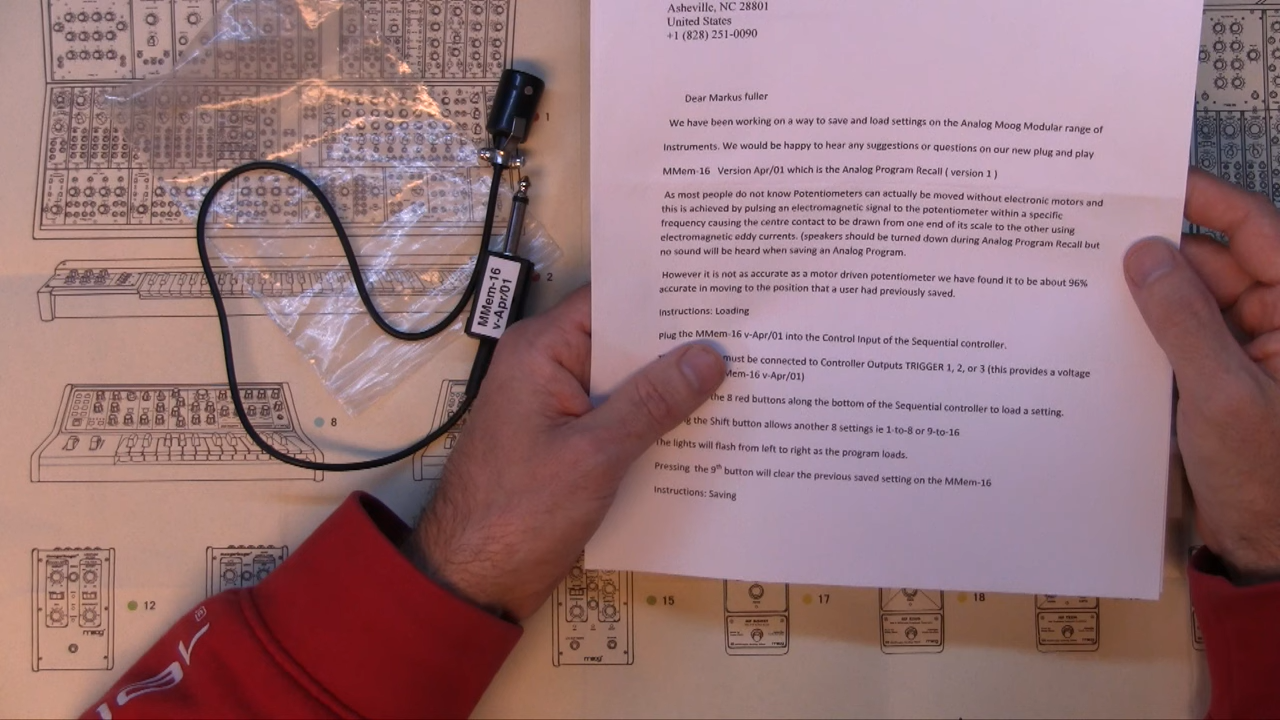 Asheville, NC 28801
United States
+1 (828) 251-0090
Dear Markus fuller
We have been working on a way to save and load settings on the Analog Moog Modular range of
Instruments. We would be happy to hear any suggestions or questions on our new plug and play
MMem-16 Version Apr/01 which is the Analog Program Recall ( version 1 )
As most people do not know Potentiometers can actually be moved without electronic motors and
this is achieved by pulsing an electromagnetic signal to the potentiometer within a specific
frequency causing the centre contact to be drawn from one end of its scale to the other using
electromagnetic eddy currents. (speakers should be turned down during Analog Program Recall but
no sound will be heard when saving an Analog Program.
However it is not as accurate as a motor driven potentiometer we have found it to be about 96%
accurate in moving to the position that a user had previously saved.
Instructions: Loading
Plug the MMem-16 v-Apr/01 into the Control Input of the Sequential controller.
must be connected to Controller Outputs TRIGGER 1, 2, or 3 (this provides a voltage
Mem-16 v-Apr/01)
the 8 red buttons along the bottom of the Sequential controller to load a setting.
the Shift button allows another 8 settings ie 1-to-8 or 9-to-16
The lights will flash from left to right as the program loads.
Pressing the 9th button will clear the previous saved setting on the MMem-16
Instructions: Saving
MMem-16
v-Apr/01
1
2
8
12
15
17
18
moog
moog
moog